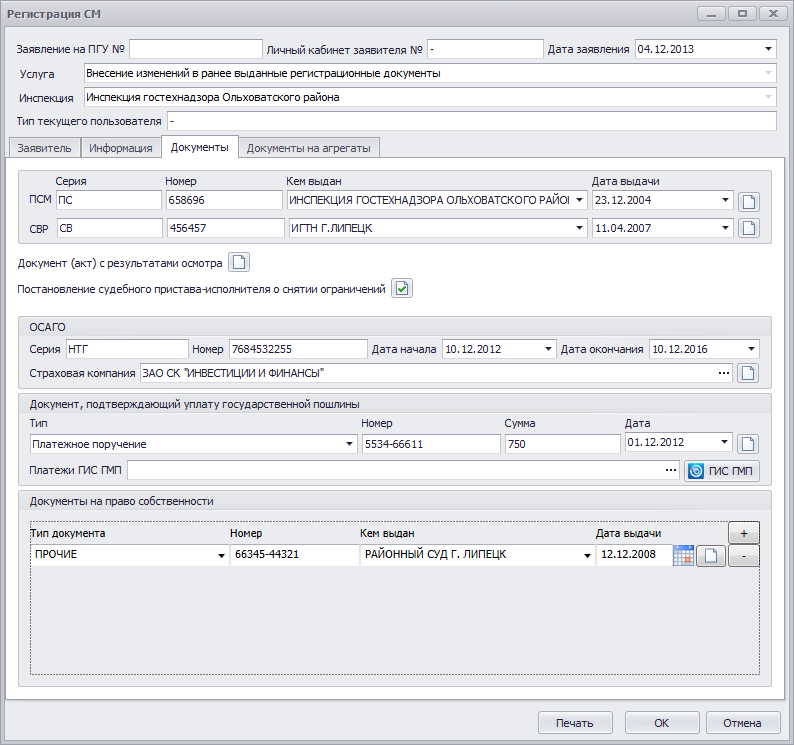 Регистрация СМ
Заявление на ПГУ № Личный кабинет заявителя № - Дата заявления 04.12.2013
Услуга Внесение изменений в ранее выданные регистрационные документы
Инспекция Инспекция гостехнадзора Ольховатского района
Тип текущего пользователя -
Заявитель Информация Документы Документы на агрегаты
Серия Номер Кем выдан Дата выдачи
ПСМ ПС 658696 ИНСПЕКЦИЯ ГОСТЕХНАДЗОРА ОЛЬХОВАТСКОГО РАЙОН 23.12.2004
СВР СВ 456457 ИГТН Г.ЛИПЕЦК 11.04.2007
Документ (акт) с результатами осмотра
Постановление судебного пристава-исполнителя о снятии ограничений
ОСАГО
Серия НТГ Номер 7684532255 Дата начала 10.12.2012 Дата окончания 10.12.2016
Страховая компания ЗАО СК "ИНВЕСТИЦИИ И ФИНАНСЫ" ...
Документ, подтверждающий уплату государственной пошлины
Тип Номер Сумма Дата
Платежное поручение 5534-66611 750 01.12.2012
Платежи ГИС ГМП ... ГИС ГМП
Документы на право собственности
Тип документа Номер Кем выдан Дата выдачи +
ПРОЧИЕ 66345-44321 РАЙОННЫЙ СУД Г. ЛИПЕЦК 12.12.2008 -
Печать ОК Отмена